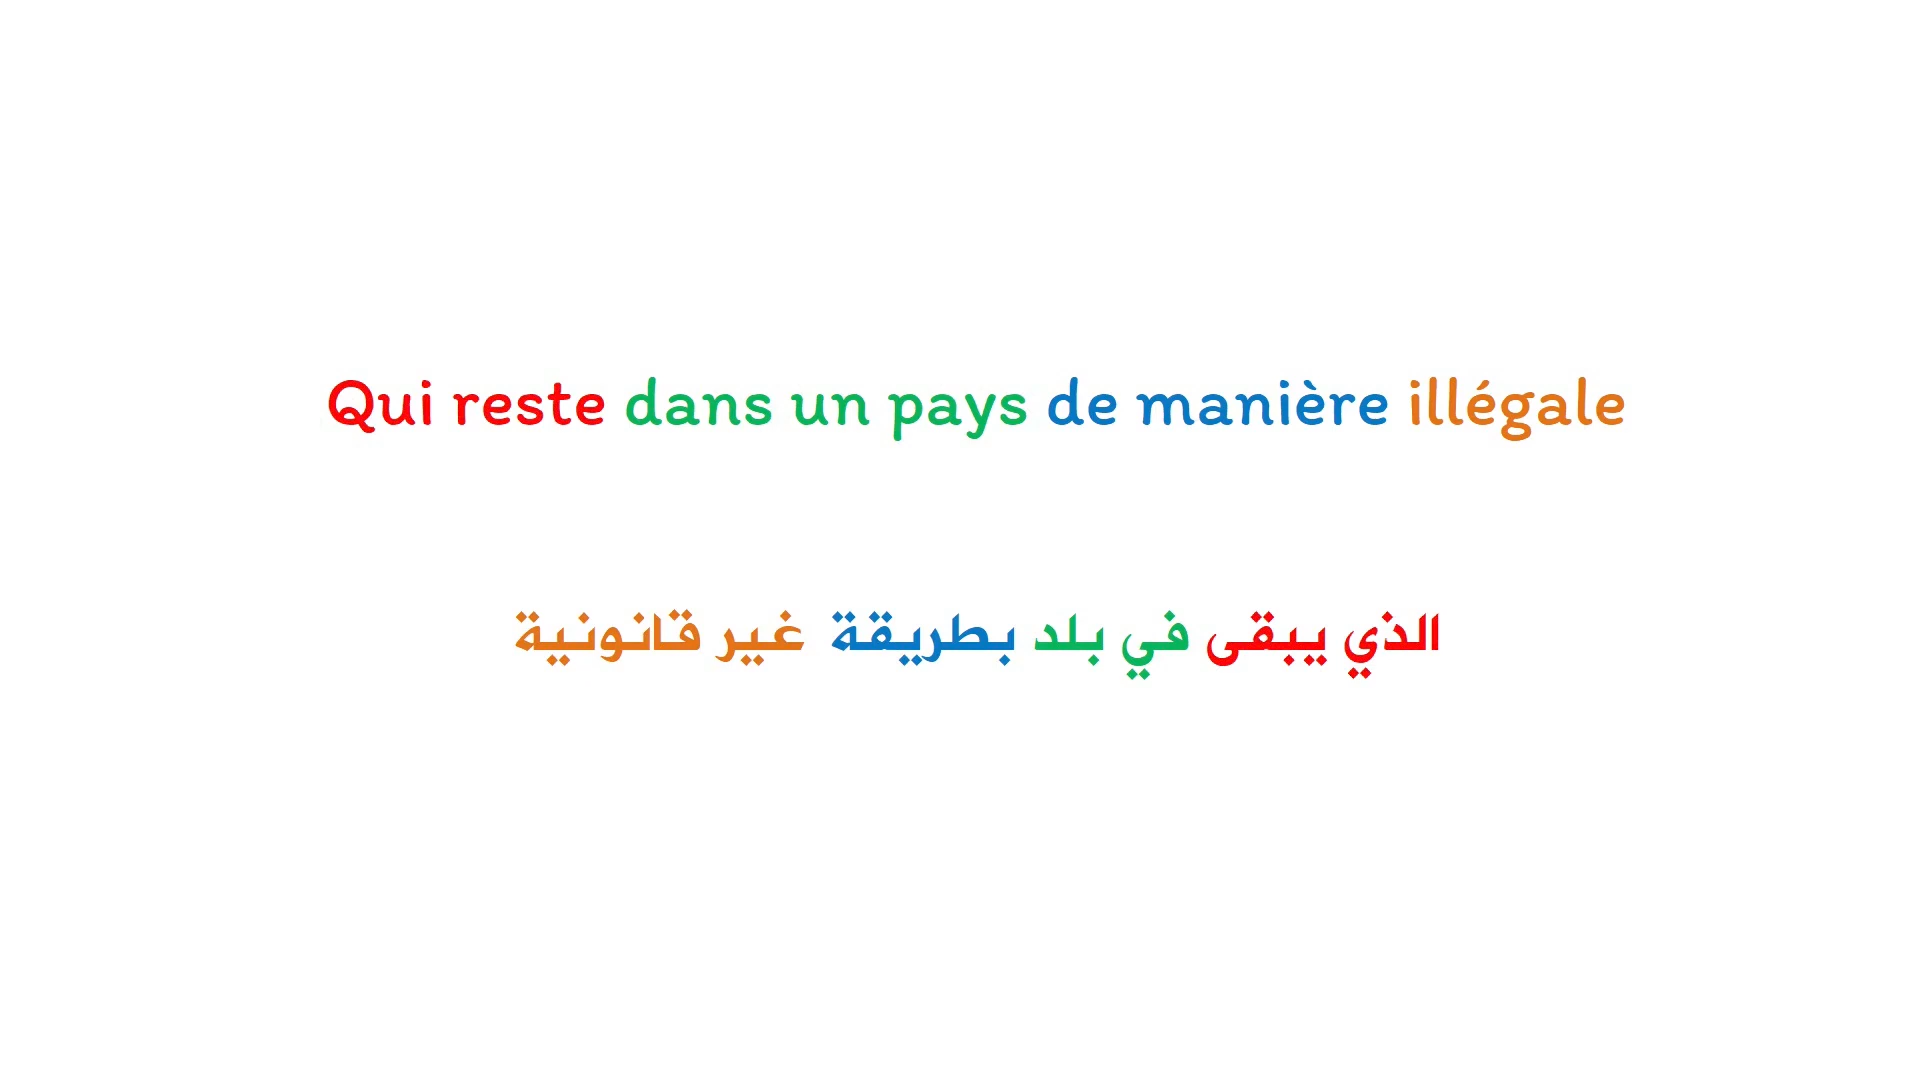 Qui reste dans un pays de manière illégale
الذي يبقى في بلد بطريقة غير قانونية